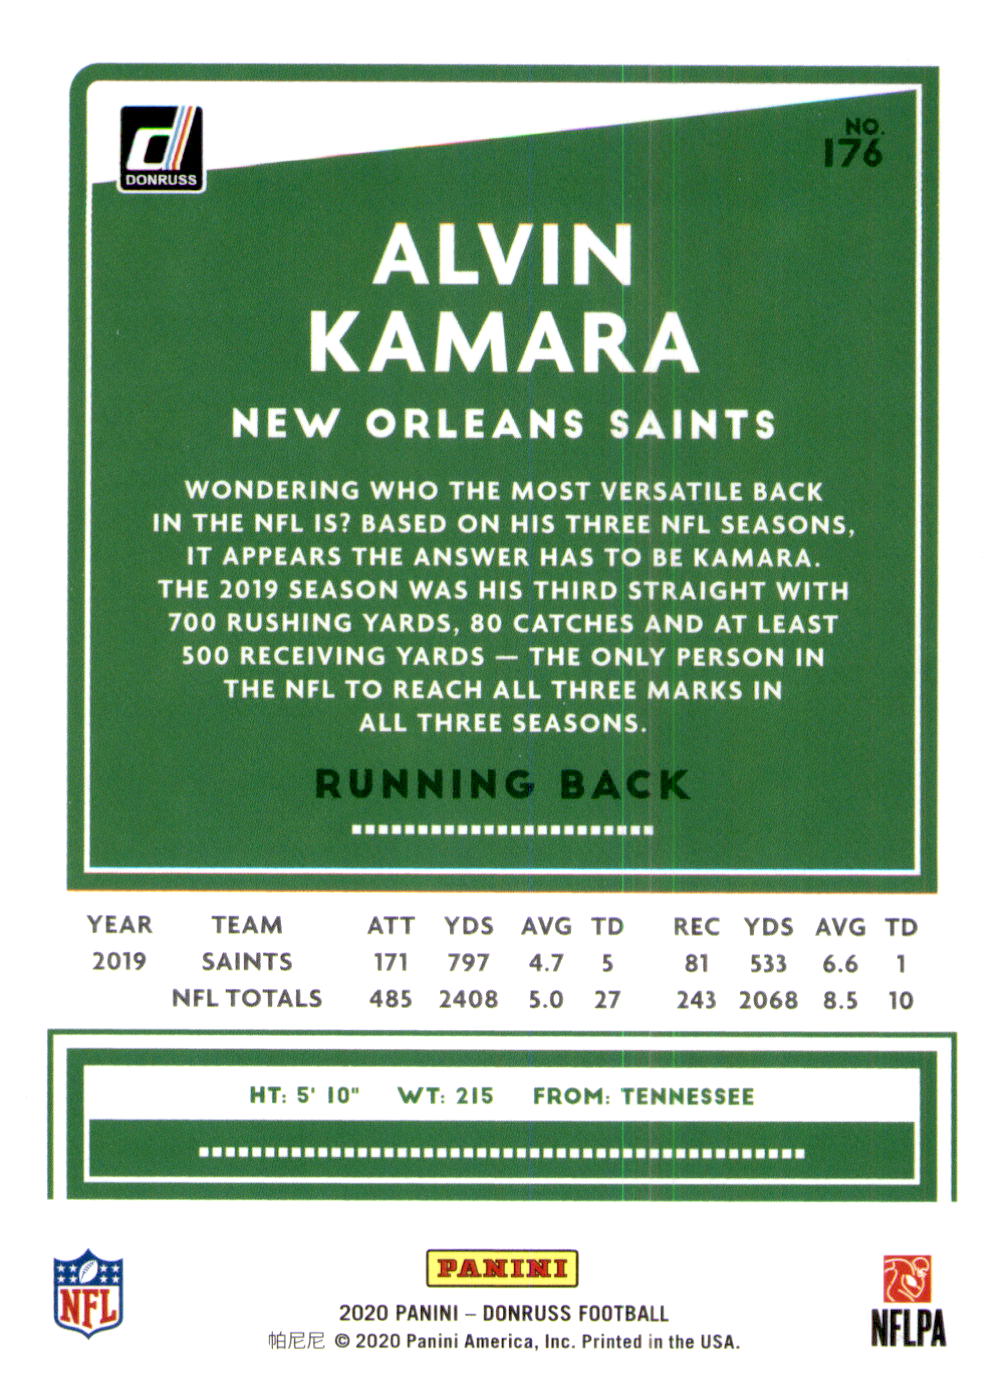 DONRUSS
NO.
176
ALVIN
KAMARA
NEW ORLEANS SAINTS
WONDERING WHO THE MOST VERSATILE BACK
IN THE NFL IS? BASED ON HIS THREE NFL SEASONS,
IT APPEARS THE ANSWER HAS TO BE KAMARA.
THE 2019 SEASON WAS HIS THIRD STRAIGHT WITH
700 RUSHING YARDS, 80 CATCHES AND AT LEAST
500 RECEIVING YARDS — THE ONLY PERSON IN
THE NFL TO REACH ALL THREE MARKS IN
ALL THREE SEASONS.
RUNNING BACK
YEAR TEAM ATT YDS AVG TD REC YDS AVG TD
2019 SAINTS 171 797 4.7 5 81 533 6.6 1
NFL TOTALS 485 2408 5.0 27 243 2068 8.5 10
HT: 5' 10" WT: 215 FROM: TENNESSEE
NFL
PANINI
NFLPA
2020 PANINI – DONRUSS FOOTBALL
帕尼尼 © 2020 Panini America, Inc. Printed in the USA.